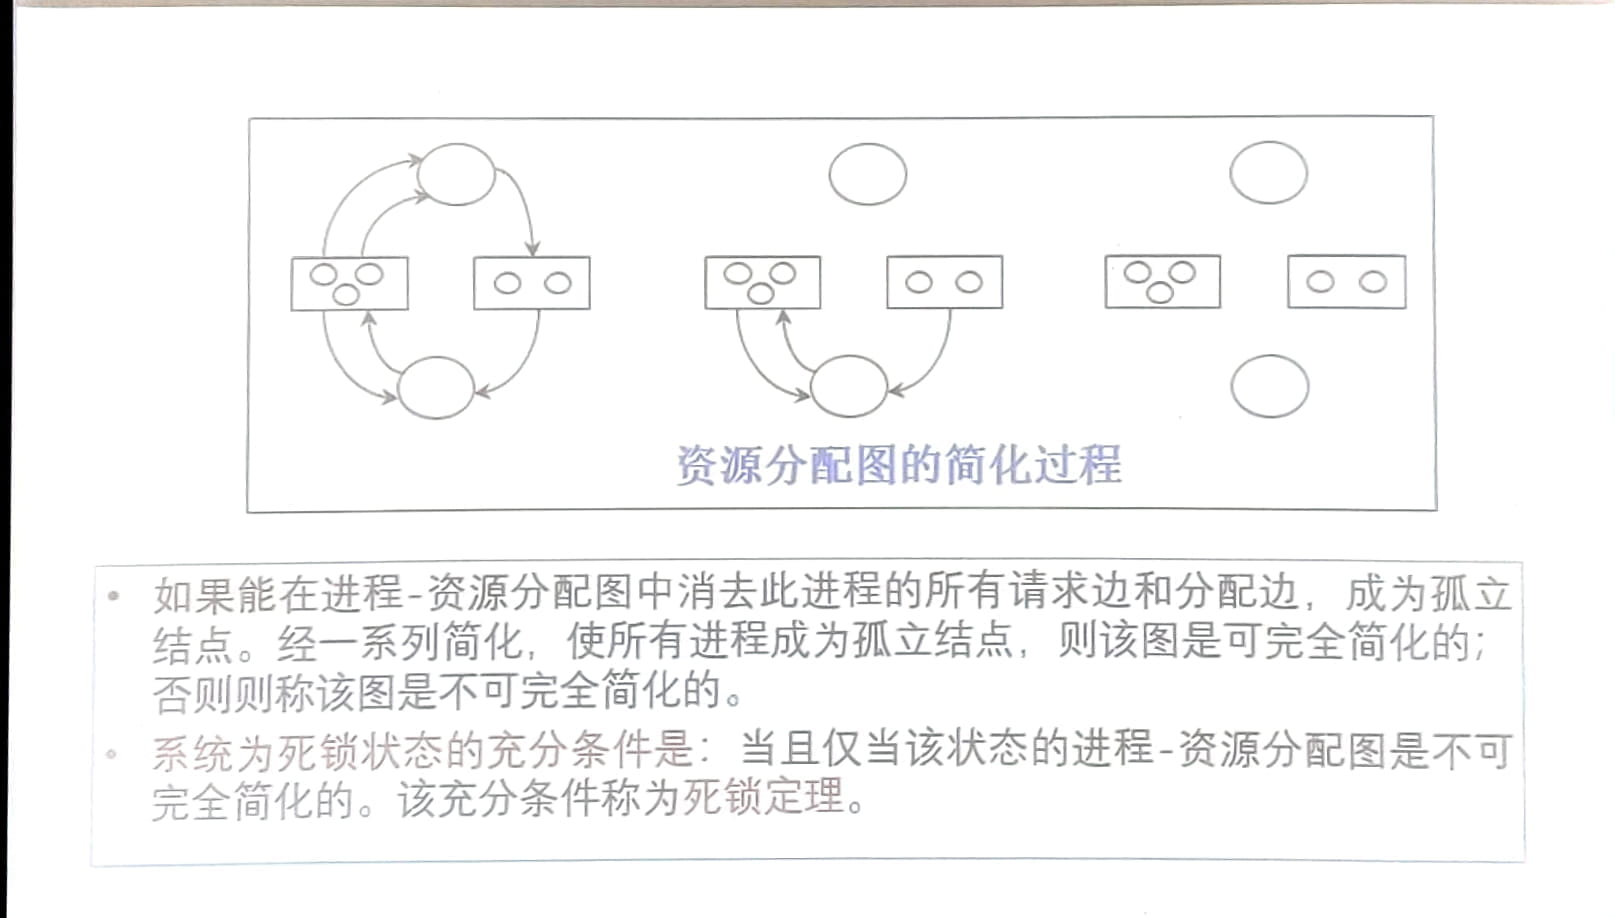 资源分配图的简化过程
• 如果能在进程-资源分配图中消去此进程的所有请求边和分配边，成为孤立
结点。经一系列简化，使所有进程成为孤立结点，则该图是可完全简化的；
否则则称该图是不可完全简化的。
• 系统为死锁状态的充分条件是：当且仅当该状态的进程-资源分配图是不可
完全简化的。该充分条件称为死锁定理。